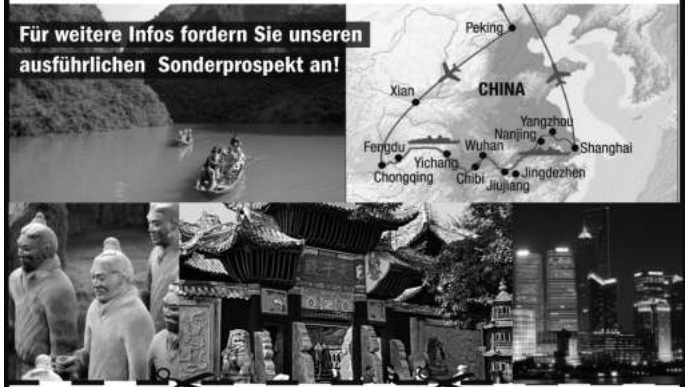 Für weitere Infos fordern Sie unseren
ausführlichen Sonderprospekt an!
Peking
Xian
CHINA
Yangzhou
Nanjing
Shanghai
Fengdu
Wuhan
Yichang
Chongqing
Chibi
Jingdezhen
Jiujiang